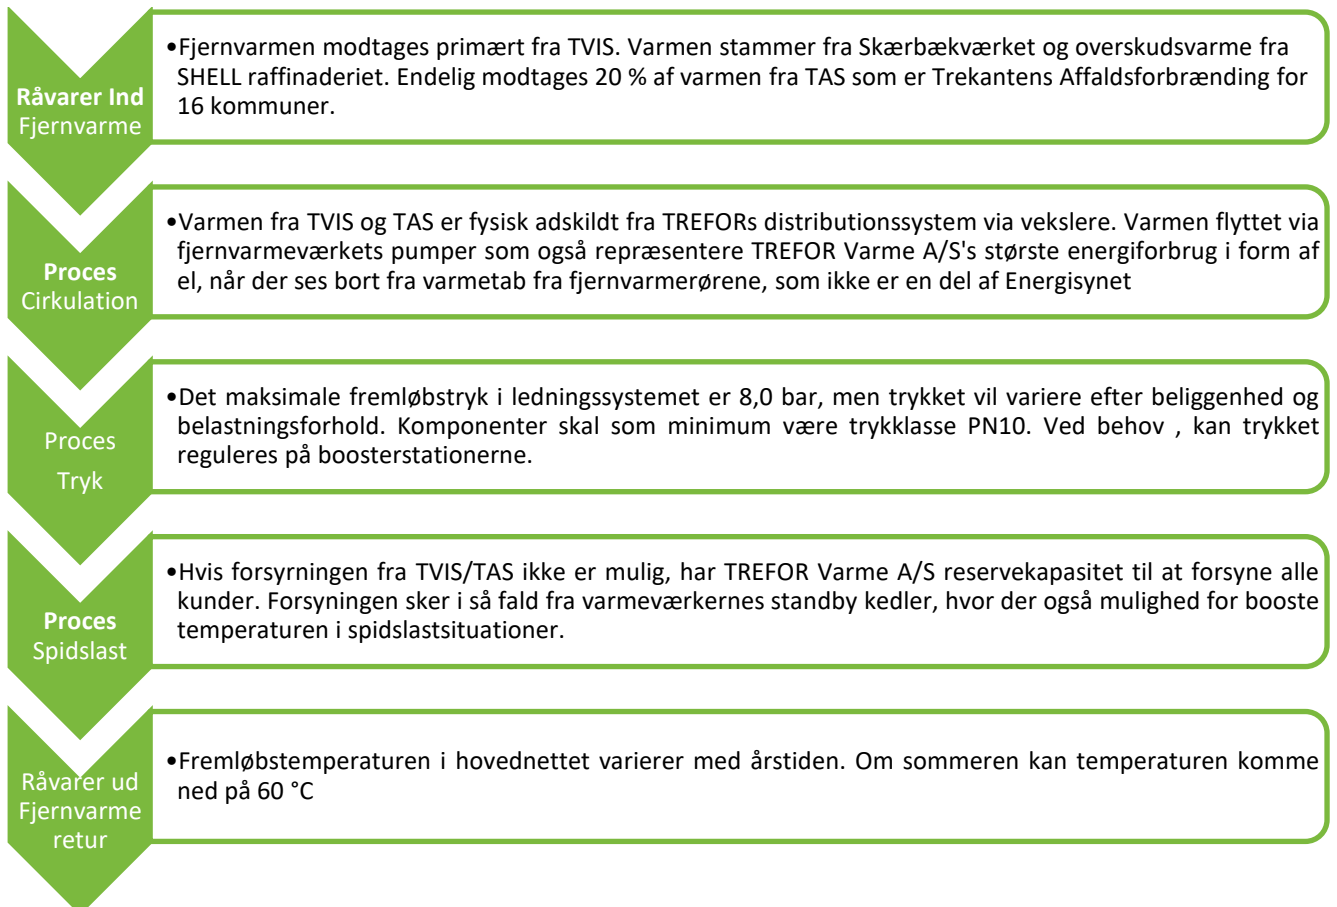 Råvarer Ind
Fjernvarme
•Fjernvarmen modtages primært fra TVIS. Varmen stammer fra Skærbækværket og overskudsvarme fra
SHELL raffinaderiet. Endelig modtages 20 % af varmen fra TAS som er Trekantens Affaldsforbrænding for
16 kommuner.
Proces
Cirkulation
•Varmen fra TVIS og TAS er fysisk adskildt fra TREFORs distributionssystem via vekslere. Varmen flyttet via
fjernvarmeværkets pumper som også repræsentere TREFOR Varme A/S's største energiforbrug i form af
el, når der ses bort fra varmetab fra fjernvarmerørene, som ikke er en del af Energisynet
Proces
Tryk
•Det maksimale fremløbstryk i ledningssystemet er 8,0 bar, men trykket vil variere efter beliggenhed og
belastningsforhold. Komponenter skal som minimum være trykklasse PN10. Ved behov , kan trykket
reguleres på boosterstationerne.
Proces
Spidslast
•Hvis forsyrningen fra TVIS/TAS ikke er mulig, har TREFOR Varme A/S reservekapasitet til at forsyne alle
kunder. Forsyningen sker i så fald fra varmeværkernes standby kedler, hvor der også mulighed for booste
temperaturen i spidslastsituationer.
Råvarer ud
Fjernvarme
retur
•Fremløbstemperaturen i hovednettet varierer med årstiden. Om sommeren kan temperaturen komme
ned på 60 °C